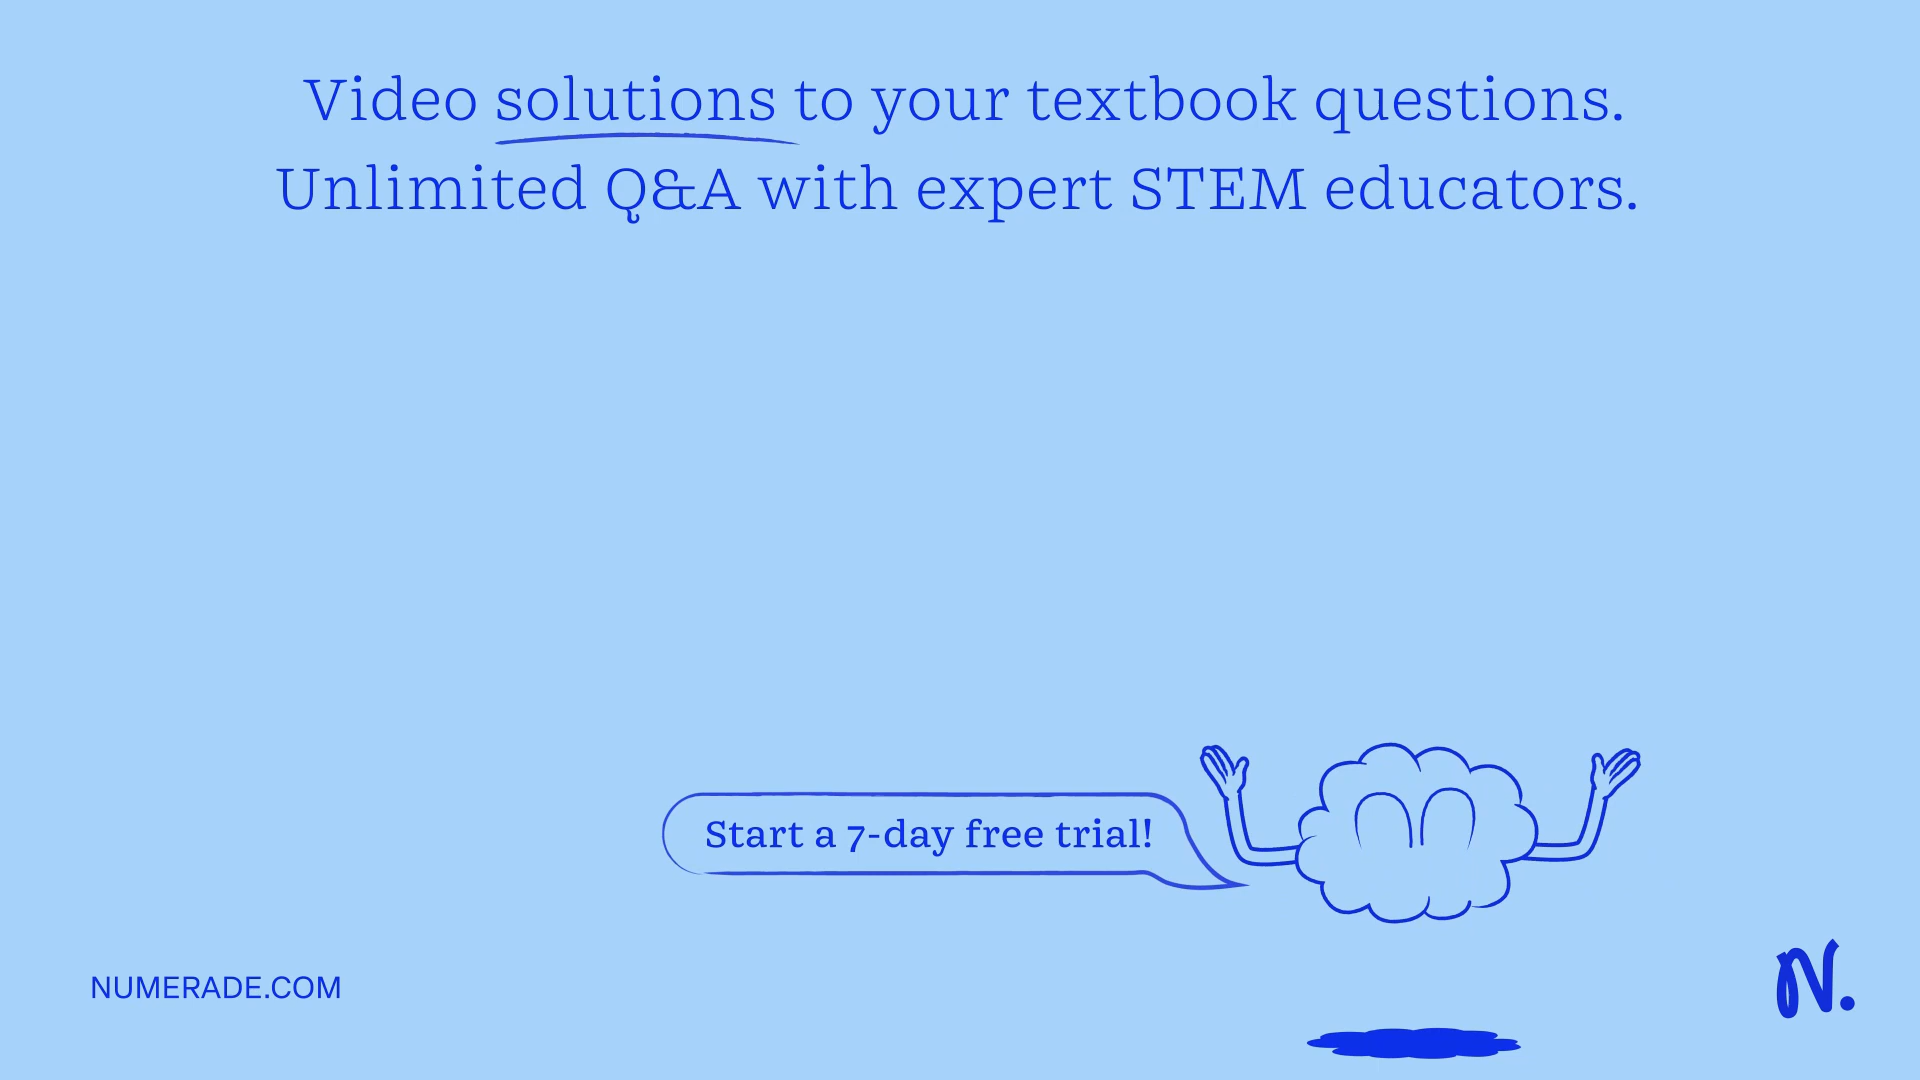 Video solutions to your textbook questions.
Unlimited Q&A with expert STEM educators.
Start a 7-day free trial!
NUMERADE.COM
N.